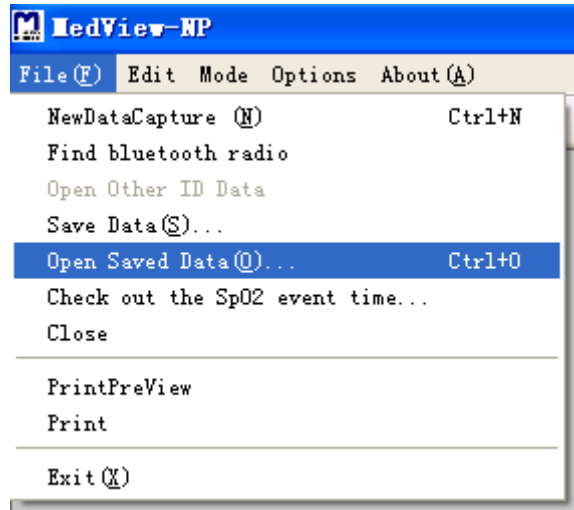 MedView-NP
File(F) Edit Mode Options About(A)
NewDataCapture (N) Ctrl+N
Find bluetooth radio
Open Other ID Data
Save Data(S)...
Open Saved Data(O)... Ctrl+O
Check out the SpO2 event time...
Close
PrintPreView
Print
Exit(X)